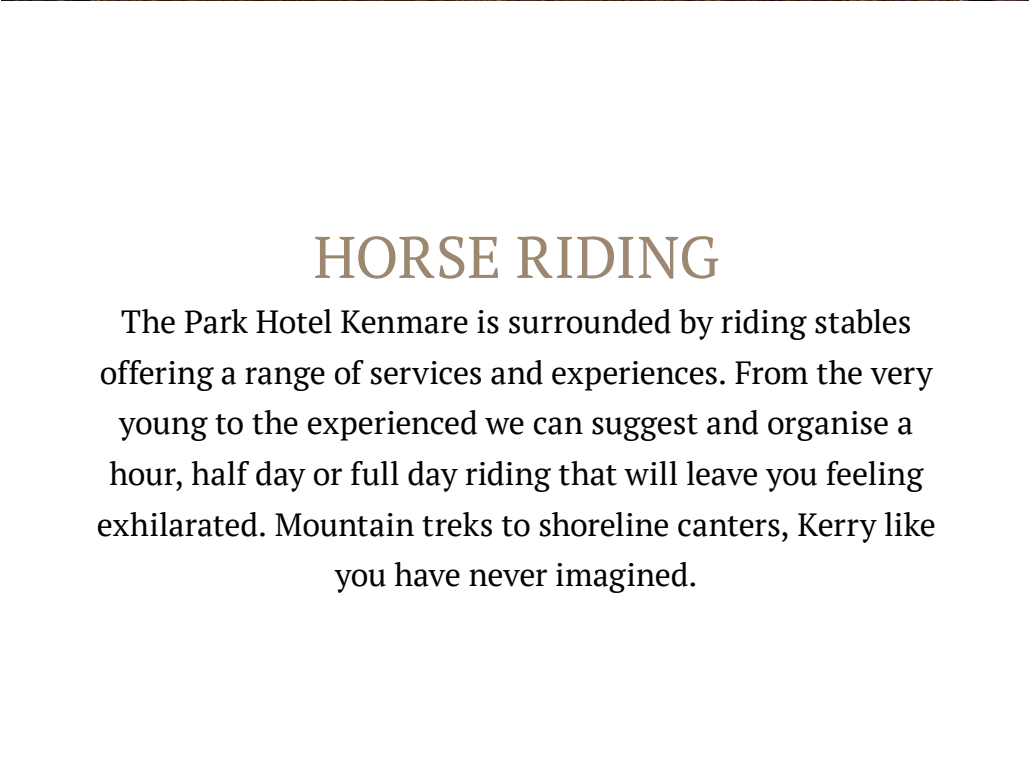 HORSE RIDING
The Park Hotel Kenmare is surrounded by riding stables
offering a range of services and experiences. From the very
young to the experienced we can suggest and organise a
hour, half day or full day riding that will leave you feeling
exhilarated. Mountain treks to shoreline canters, Kerry like
you have never imagined.